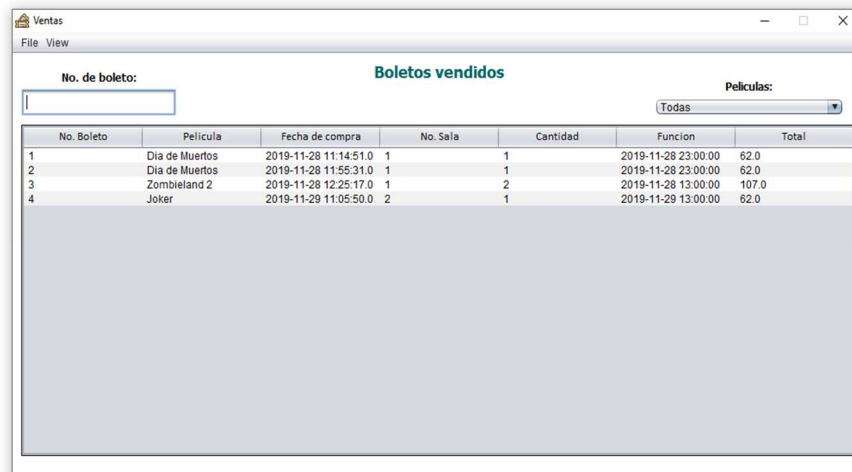 Ventas
File View
Boletos vendidos
No. de boleto:
Peliculas:
Todas
No. Boleto Pelicula Fecha de compra No. Sala Cantidad Funcion Total
1 Dia de Muertos 2019-11-28 11:14:51.0 1 1 2019-11-28 23:00:00 62.0
2 Dia de Muertos 2019-11-28 11:55:31.0 1 1 2019-11-28 23:00:00 62.0
3 Zombieland 2 2019-11-28 12:25:17.0 1 2 2019-11-28 13:00:00 107.0
4 Joker 2019-11-29 11:05:50.0 2 1 2019-11-29 13:00:00 62.0